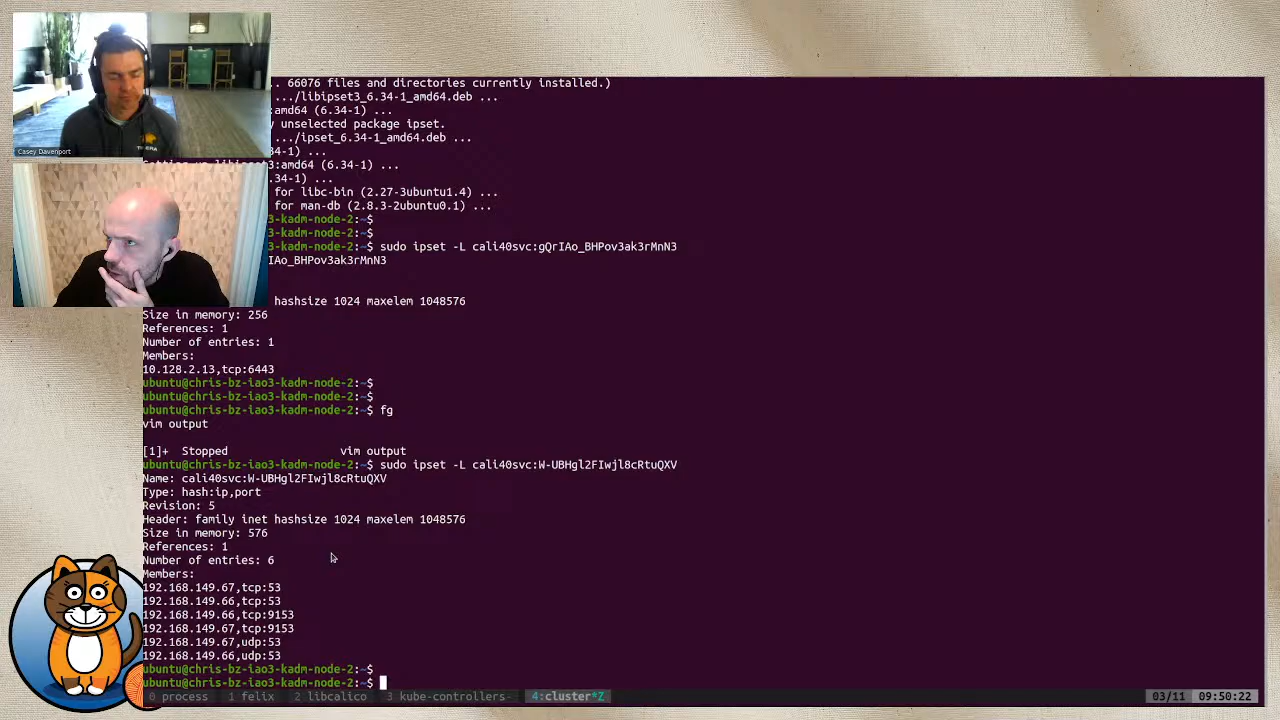 .. 66076 files and directories currently installed.)
.../libipset3_6.34-1_amd64.deb ...
:amd64 (6.34-1) ...
y unselected package ipset.
.../ipset_6.34-1_amd64.deb ...
Casey Davenport
-1) ...
:amd64 (6.34-1) ...
.34-1) ...
for libc-bin (2.27-3ubuntu1.4) ...
for man-db (2.8.3-2ubuntu0.1) ...
3-kadm-node-2:~$
3-kadm-node-2:~$
3-kadm-node-2:~$ sudo ipset -L cali40svc:gQrIAo_BHPov3ak3rMnN3
IAo_BHPov3ak3rMnN3
hashsize 1024 maxelem 1048576
Size in memory: 256
References: 1
Number of entries: 1
Members:
10.128.2.13,tcp:6443
ubuntu@chris-bz-iao3-kadm-node-2:~$
ubuntu@chris-bz-iao3-kadm-node-2:~$
ubuntu@chris-bz-iao3-kadm-node-2:~$ fg
vim output
[1]+  Stopped                 vim output
ubuntu@chris-bz-iao3-kadm-node-2:~$ sudo ipset -L cali40svc:W-UBHgl2FIwjl8cRtuQXV
Name: cali40svc:W-UBHgl2FIwjl8cRtuQXV
Type: hash:ip,port
Revision: 5
Header: family inet hashsize 1024 maxelem 1048576
Size in memory: 576
References: 1
Number of entries: 6
Members:
192.168.149.67,tcp:53
192.168.149.66,tcp:53
192.168.149.66,tcp:9153
192.168.149.67,tcp:9153
192.168.149.67,udp:53
192.168.149.66,udp:53
ubuntu@chris-bz-iao3-kadm-node-2:~$
ubuntu@chris-bz-iao3-kadm-node-2:~$
0 process 1 felix 2 libcalico 3 kube-controllers- 4:cluster*Z 09:50:22